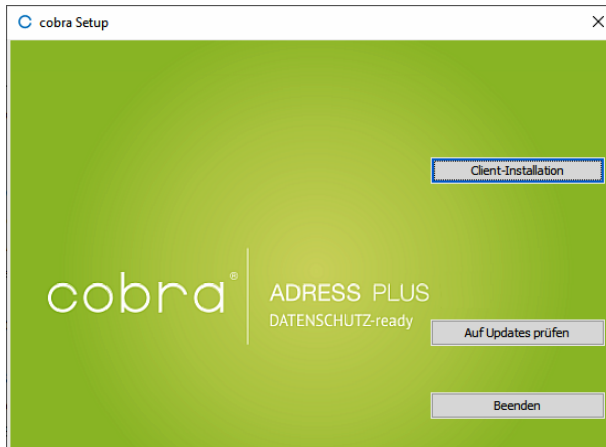 cobra Setup
Client-Installation
cobra®
ADRESS PLUS
DATENSCHUTZ-ready
Auf Updates prüfen
Beenden